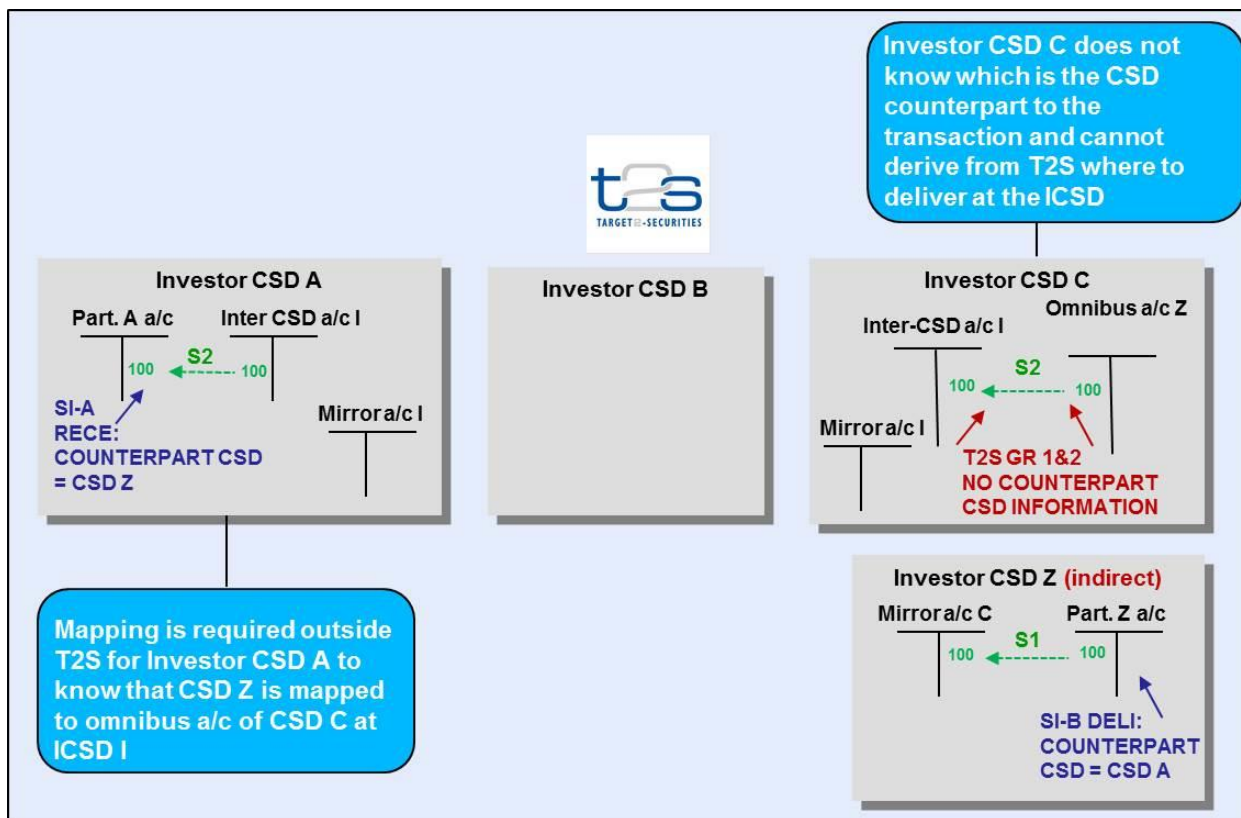 Investor CSD C does not
know which is the CSD
counterpart to the
transaction and cannot
derive from T2S where to
deliver at the ICSD
t2s
TARGET2-SECURITIES
Investor CSD A
Part. A a/c
Inter CSD a/c I
S2
100
100
SI-A
RECE:
COUNTERPART CSD
= CSD Z
Mirror a/c I
Investor CSD B
Investor CSD C
Omnibus a/c Z
Inter-CSD a/c I
S2
100
100
Mirror a/c I
T2S GR 1&2
NO COUNTERPART
CSD INFORMATION
Mapping is required outside
T2S for Investor CSD A to
know that CSD Z is mapped
to omnibus a/c of CSD C at
ICSD I
Investor CSD Z (indirect)
Mirror a/c C
Part. Z a/c
S1
100
100
SI-B DELI:
COUNTERPART
CSD = CSD A